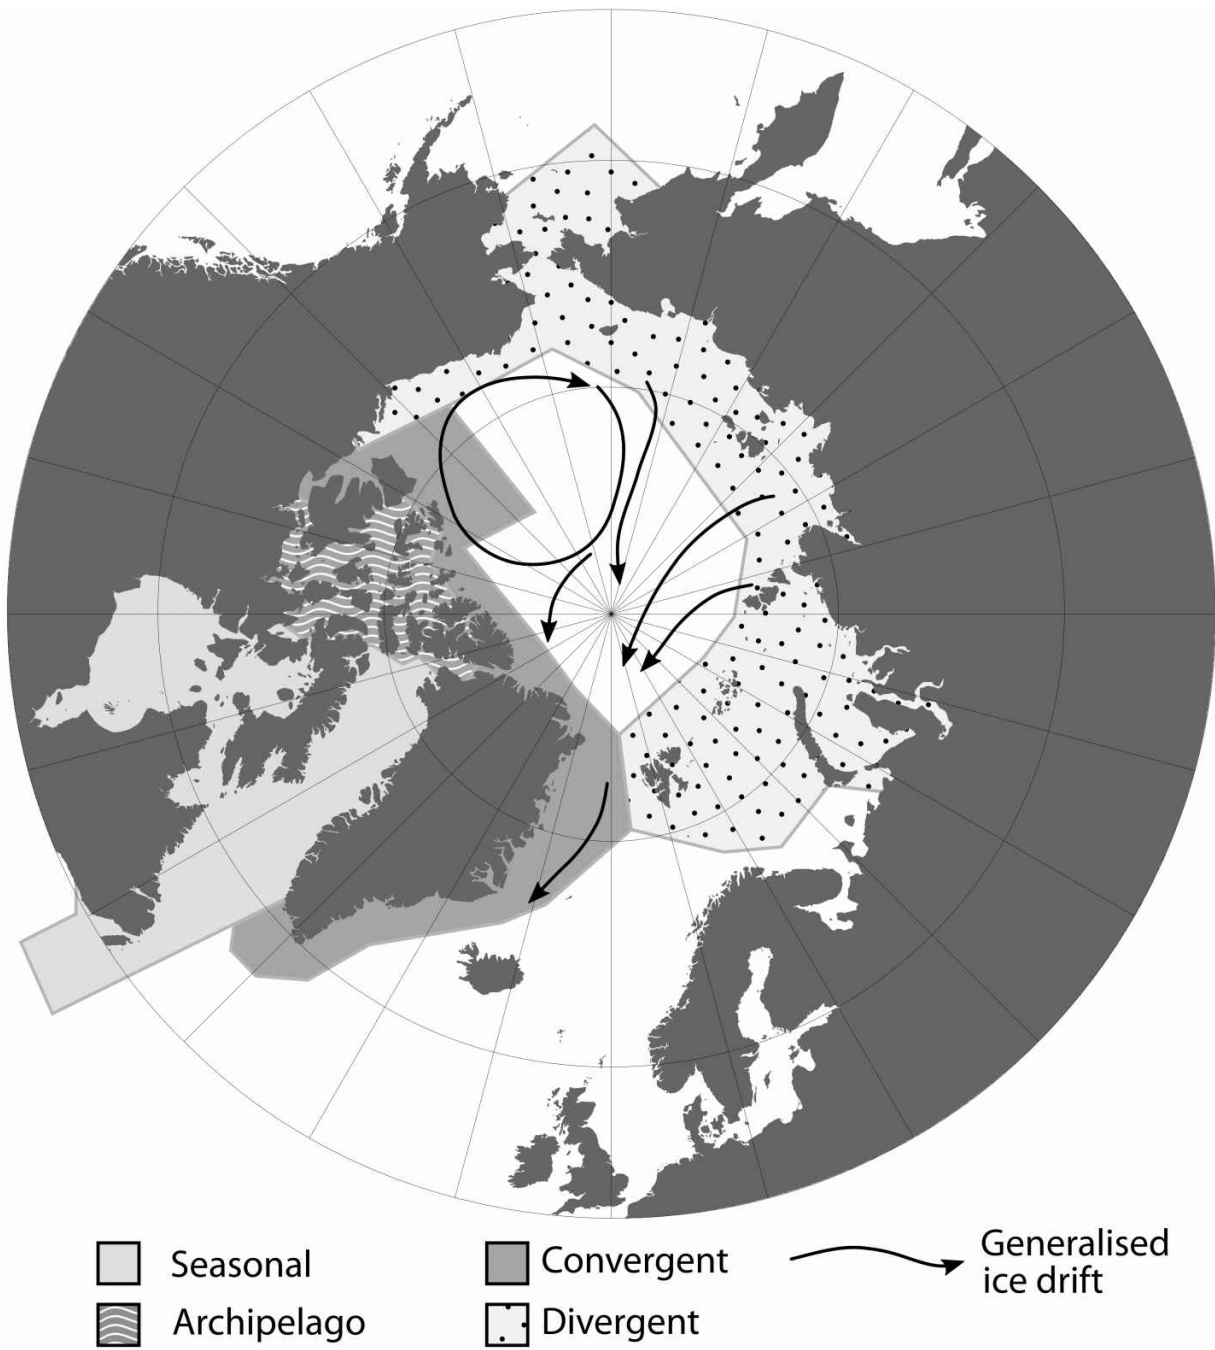 Seasonal
Archipelago
Convergent
Divergent
Generalised
ice drift